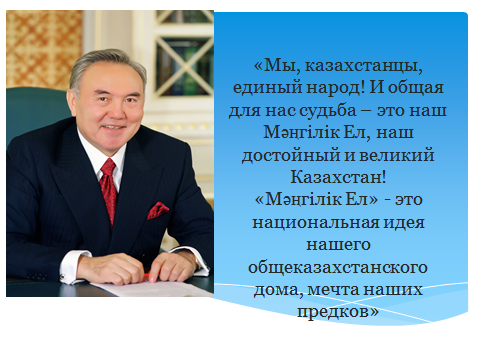 «Мы, казахстанцы,
единый народ! И общая
для нас судьба – это наш
Мәңгілік Ел, наш
достойный и великий
Казахстан!
«Мәңгілік Ел» - это
национальная идея
нашего
общеказахстанского
дома, мечта наших
предков»